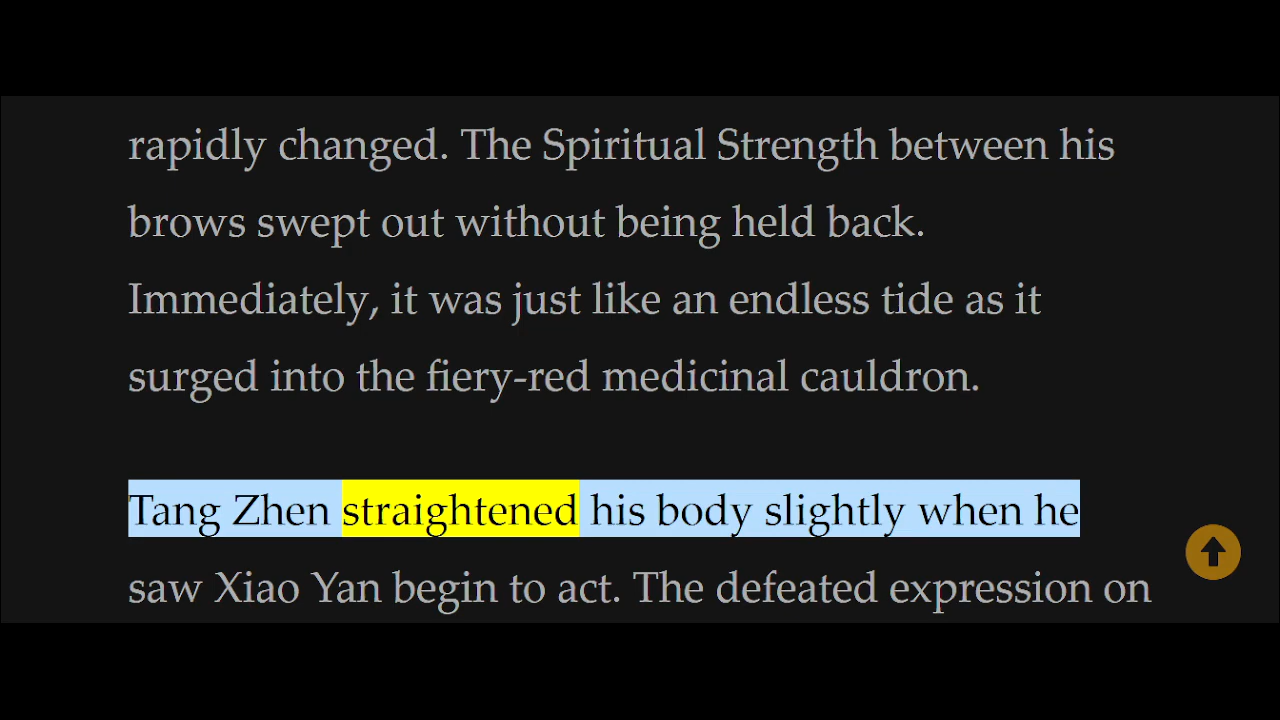 rapidly changed. The Spiritual Strength between his
brows swept out without being held back.
Immediately, it was just like an endless tide as it
surged into the fiery-red medicinal cauldron.
Tang Zhen straightened his body slightly when he
saw Xiao Yan begin to act. The defeated expression on